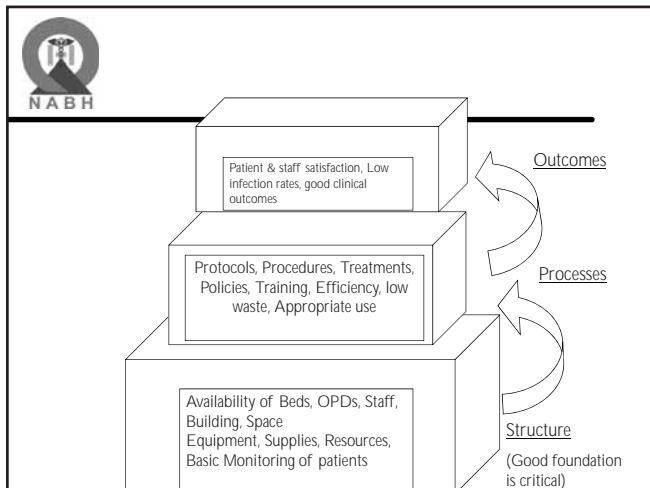 NABH
Patient & staff satisfaction, Low
infection rates, good clinical
outcomes
Outcomes
Protocols, Procedures, Treatments,
Policies, Training, Efficiency, low
waste, Appropriate use
Processes
Availability of Beds, OPDs, Staff,
Building, Space
Equipment, Supplies, Resources,
Basic Monitoring of patients
Structure
(Good foundation
is critical)